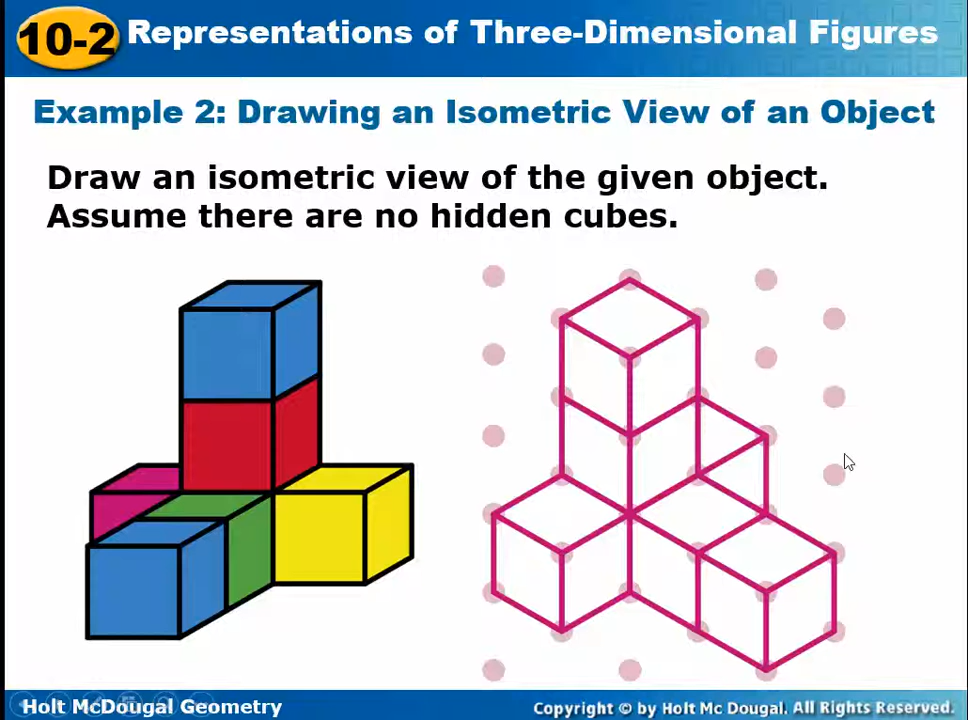 10-2 Representations of Three-Dimensional Figures
Example 2: Drawing an Isometric View of an Object
Draw an isometric view of the given object.
Assume there are no hidden cubes.
Holt McDougal Geometry
Copyright © by Holt Mc Dougal. All Rights Reserved.